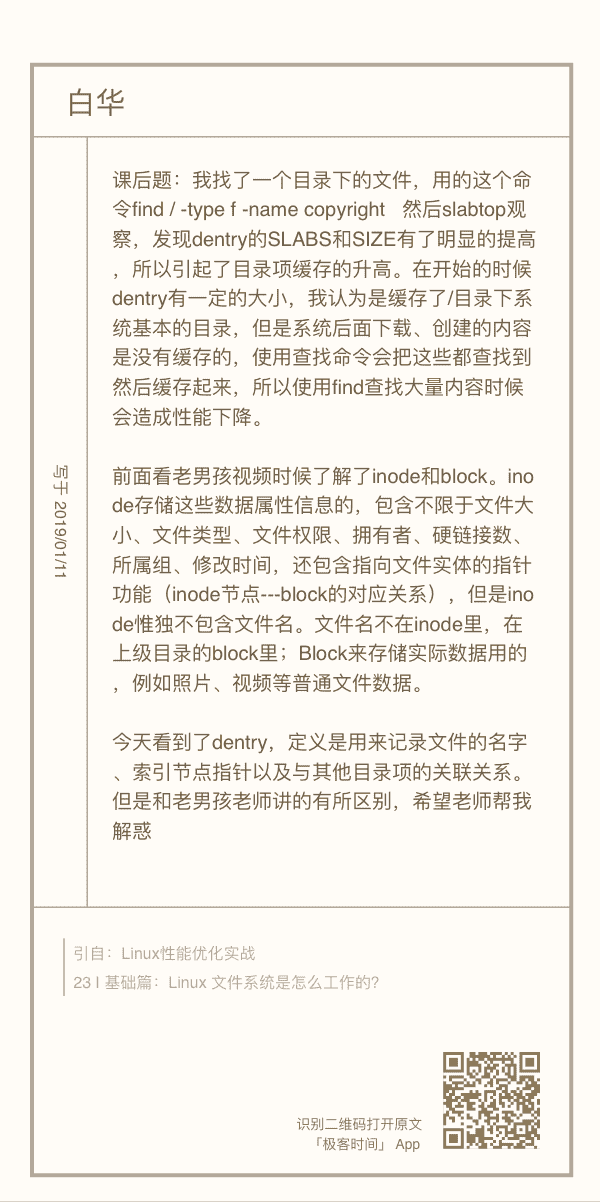 白华
课后题：我找了一个目录下的文件，用的这个命
令find / -type f -name copyright   然后slabtop观
察，发现dentry的SLABS和SIZE有了明显的提高
，所以引起了目录项缓存的升高。在开始的时候
dentry有一定的大小，我认为是缓存了/目录下系
统基本的目录，但是系统后面下载、创建的内容
是没有缓存的，使用查找命令会把这些都查找到
然后缓存起来，所以使用find查找大量内容时候
会造成性能下降。
前面看老男孩视频时候了解了inode和block。ino
de存储这些数据属性信息的，包含不限于文件大
小、文件类型、文件权限、拥有者、硬链接数、
所属组、修改时间，还包含指向文件实体的指针
功能（inode节点---block的对应关系），但是ino
de惟独不包含文件名。文件名不在inode里，在
上级目录的block里；Block来存储实际数据用的
，例如照片、视频等普通文件数据。
今天看到了dentry，定义是用来记录文件的名字
、索引节点指针以及与其他目录项的关联关系。
但是和老男孩老师讲的有所区别，希望老师帮我
解惑
写于 2019/01/11
引自：Linux性能优化实战
23 | 基础篇：Linux 文件系统是怎么工作的?
识别二维码打开原文
「极客时间」 App